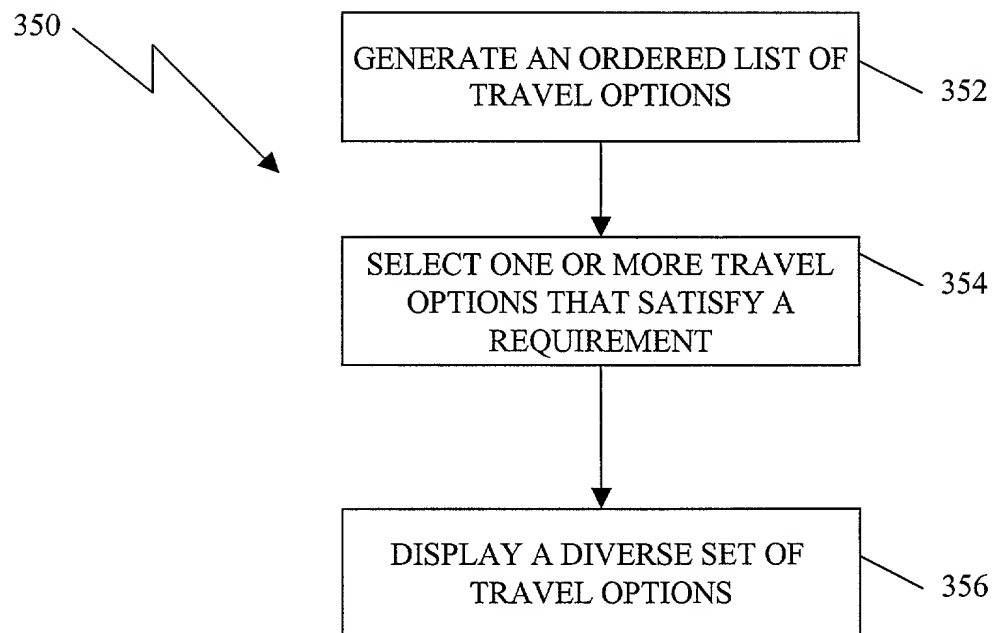 350
GENERATE AN ORDERED LIST OF
TRAVEL OPTIONS
352
SELECT ONE OR MORE TRAVEL
OPTIONS THAT SATISFY A
REQUIREMENT
354
DISPLAY A DIVERSE SET OF
TRAVEL OPTIONS
356